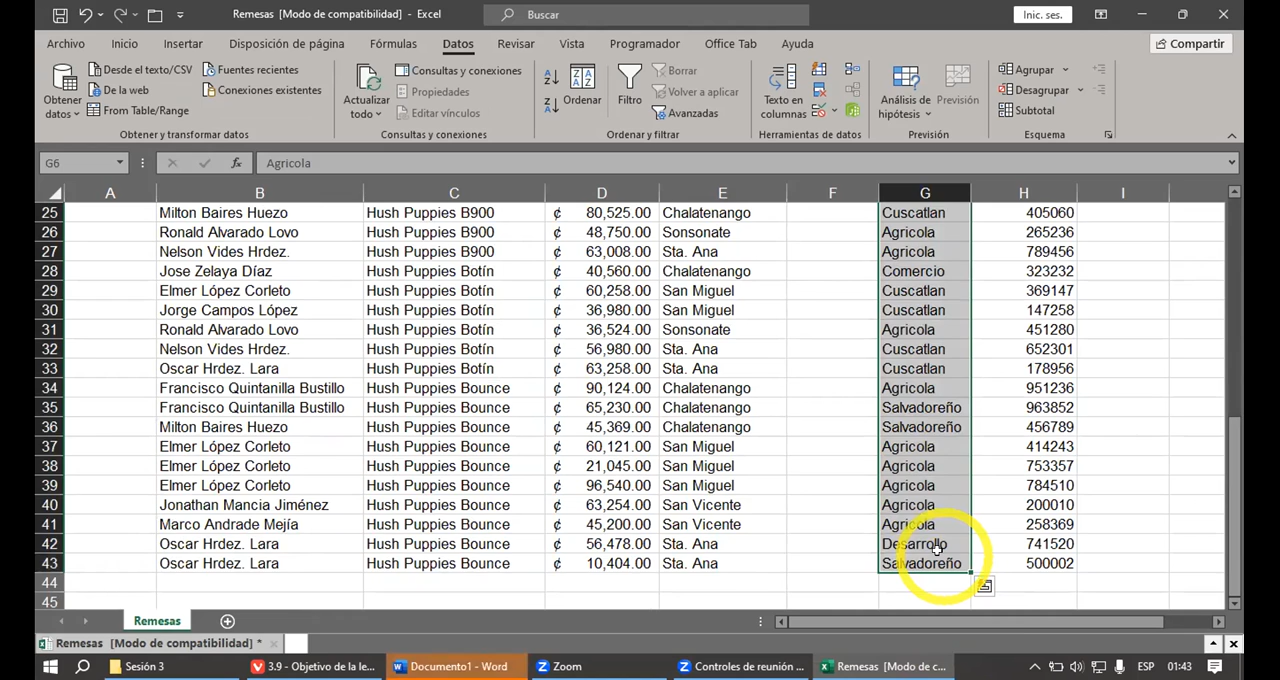 Remesas [Modo de compatibilidad] - Excel
Buscar
Inic. ses.
Archivo Inicio Insertar Disposición de página Fórmulas Datos Revisar Vista Programador Office Tab Ayuda Compartir
Obtener datos
Desde el texto/CSV
De la web
From Table/Range
Fuentes recientes
Conexiones existentes
Obtener y transformar datos
Actualizar todo
Consultas y conexiones
Propiedades
Editar vínculos
Consultas y conexiones
Ordenar
Filtro
Borrar
Volver a aplicar
Avanzadas
Ordenar y filtrar
Texto en columnas
Herramientas de datos
Análisis de hipótesis
Previsión
Previsión
Agrupar
Desagrupar
Subtotal
Esquema
G6 fx Agricola
A B C D E F G H I
25 Milton Baires Huezo Hush Puppies B900 ¢ 80,525.00 Chalatenango Cuscatlan 405060
26 Ronald Alvarado Lovo Hush Puppies B900 ¢ 48,750.00 Sonsonate Agricola 265236
27 Nelson Vides Hrdez. Hush Puppies B900 ¢ 63,008.00 Sta. Ana Agricola 789456
28 Jose Zelaya Díaz Hush Puppies Botín ¢ 40,560.00 Chalatenango Comercio 323232
29 Elmer López Corleto Hush Puppies Botín ¢ 60,258.00 San Miguel Cuscatlan 369147
30 Jorge Campos López Hush Puppies Botín ¢ 36,980.00 San Miguel Cuscatlan 147258
31 Ronald Alvarado Lovo Hush Puppies Botín ¢ 36,524.00 Sonsonate Agricola 451280
32 Nelson Vides Hrdez. Hush Puppies Botín ¢ 56,980.00 Sta. Ana Cuscatlan 652301
33 Oscar Hrdez. Lara Hush Puppies Botín ¢ 63,258.00 Sta. Ana Cuscatlan 178956
34 Francisco Quintanilla Bustillo Hush Puppies Bounce ¢ 90,124.00 Chalatenango Agricola 951236
35 Francisco Quintanilla Bustillo Hush Puppies Bounce ¢ 65,230.00 Chalatenango Salvadoreño 963852
36 Milton Baires Huezo Hush Puppies Bounce ¢ 45,369.00 Chalatenango Salvadoreño 456789
37 Elmer López Corleto Hush Puppies Bounce ¢ 60,121.00 San Miguel Agricola 414243
38 Elmer López Corleto Hush Puppies Bounce ¢ 21,045.00 San Miguel Agricola 753357
39 Elmer López Corleto Hush Puppies Bounce ¢ 96,540.00 San Miguel Agricola 784510
40 Jonathan Mancia Jiménez Hush Puppies Bounce ¢ 63,254.00 San Vicente Agricola 200010
41 Marco Andrade Mejía Hush Puppies Bounce ¢ 45,200.00 San Vicente Agricola 258369
42 Oscar Hrdez. Lara Hush Puppies Bounce ¢ 56,478.00 Sta. Ana Desarrollo 741520
43 Oscar Hrdez. Lara Hush Puppies Bounce ¢ 10,404.00 Sta. Ana Salvadoreño 500002
44
45
Remesas
Remesas [Modo de compatibilidad] *
Sesión 3 3.9 - Objetivo de la le... Documento1 - Word Zoom Controles de reunión ... Remesas [Modo de c... ESP 01:43